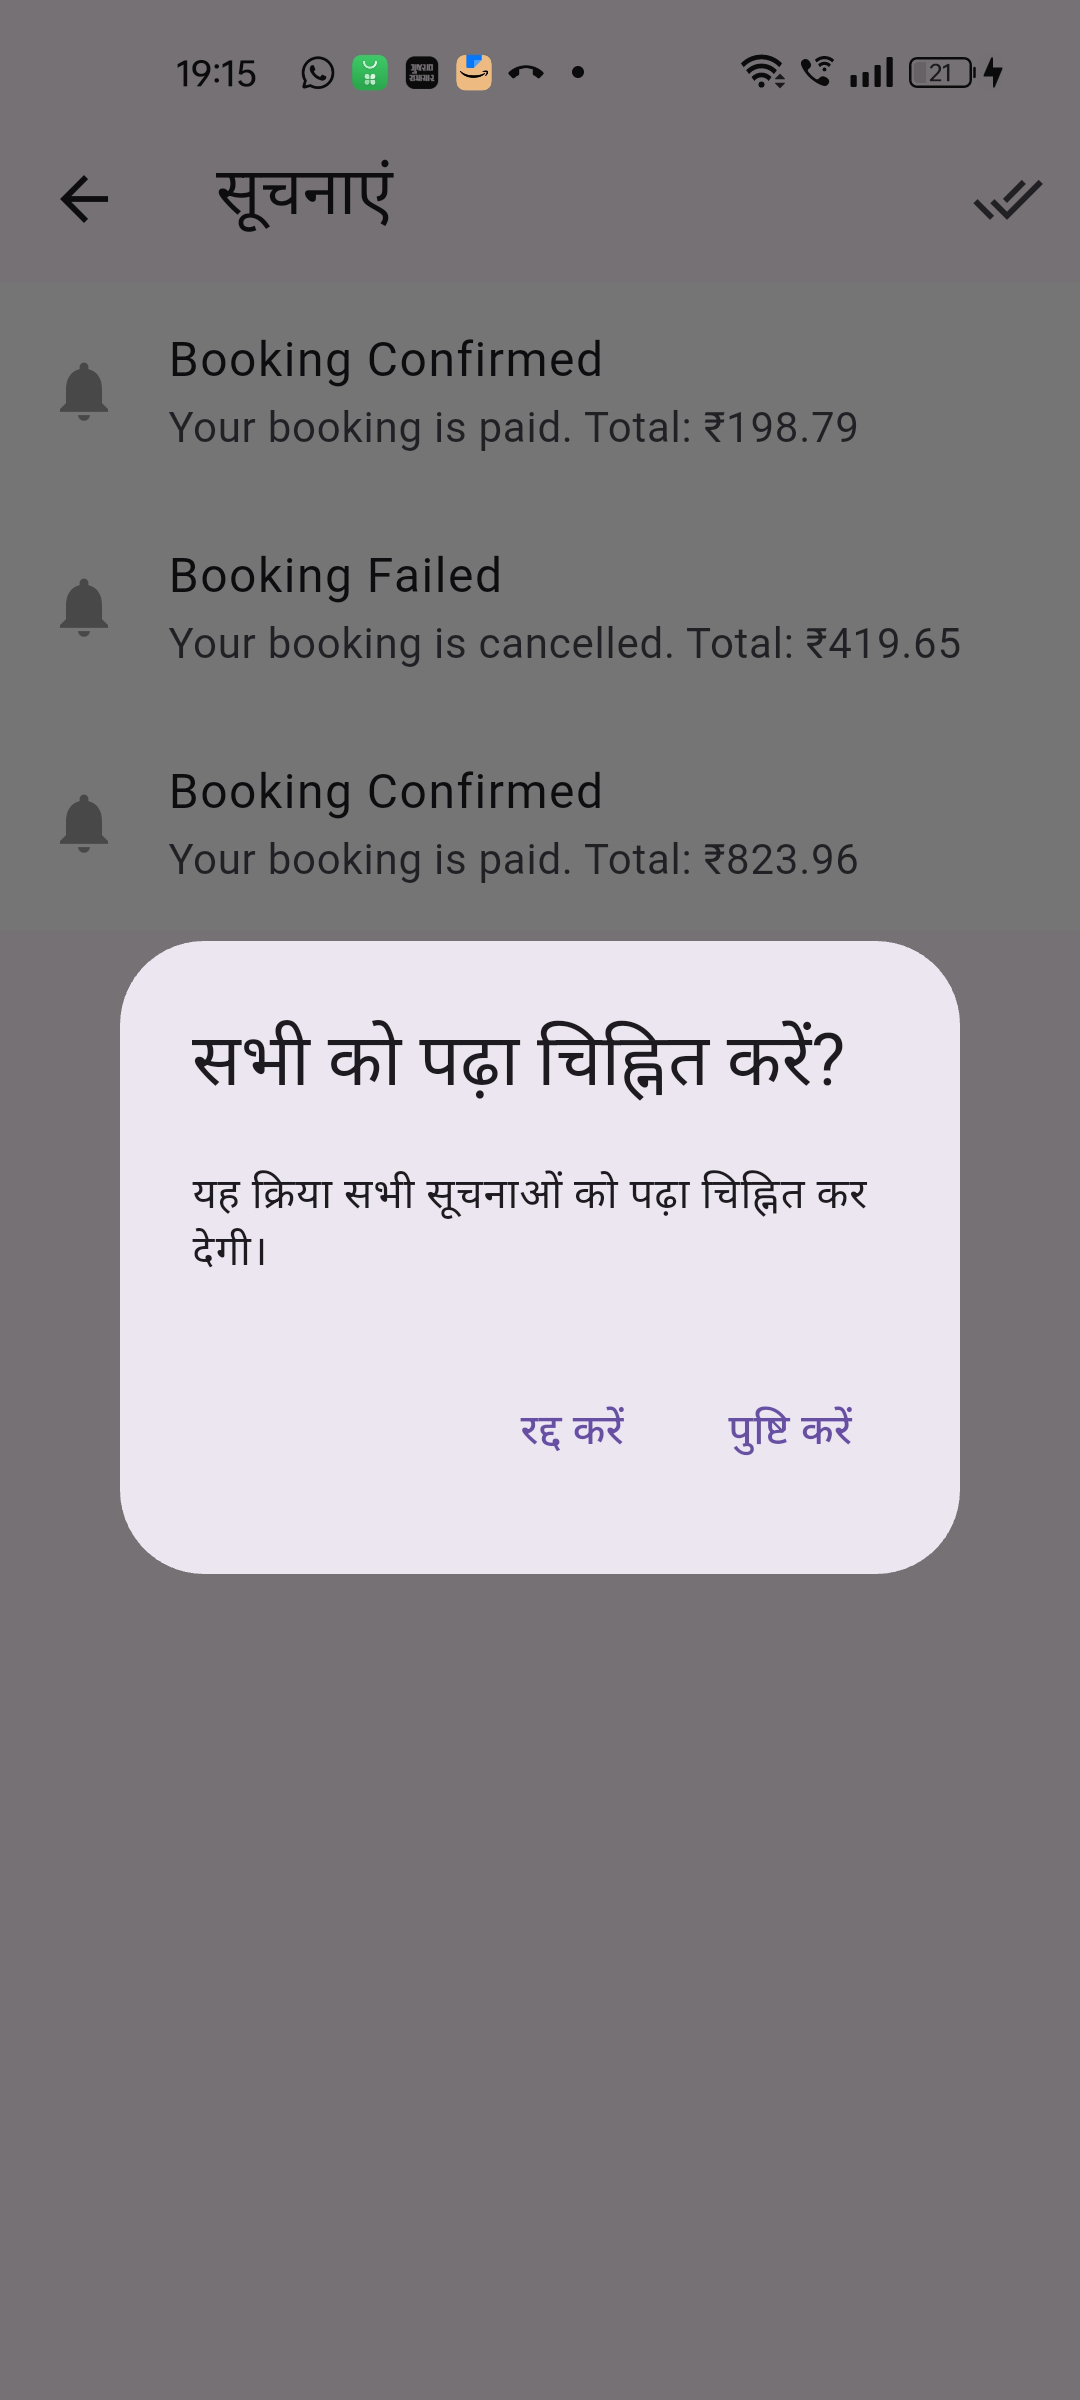 19:15
21
सूचनाएं
Booking Confirmed
Your booking is paid. Total: ₹198.79
Booking Failed
Your booking is cancelled. Total: ₹419.65
Booking Confirmed
Your booking is paid. Total: ₹823.96
सभी को पढ़ा चिह्नित करें?
यह क्रिया सभी सूचनाओं को पढ़ा चिह्नित कर
देगी।
रद्द करें
पुष्टि करें